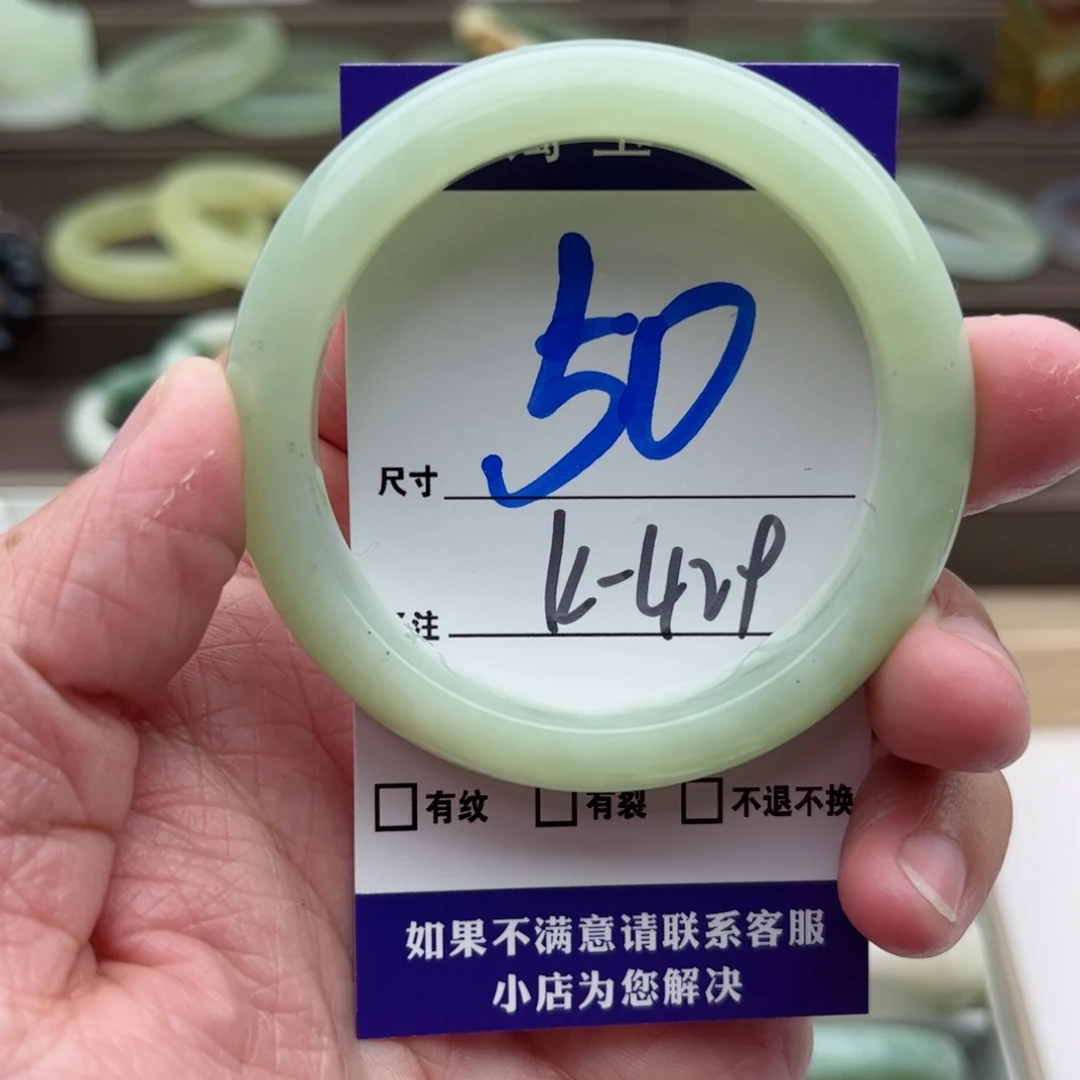 50
尺寸
K-429
注
有纹 有裂 不退不换
如果不满意请联系客服
小店为您解决